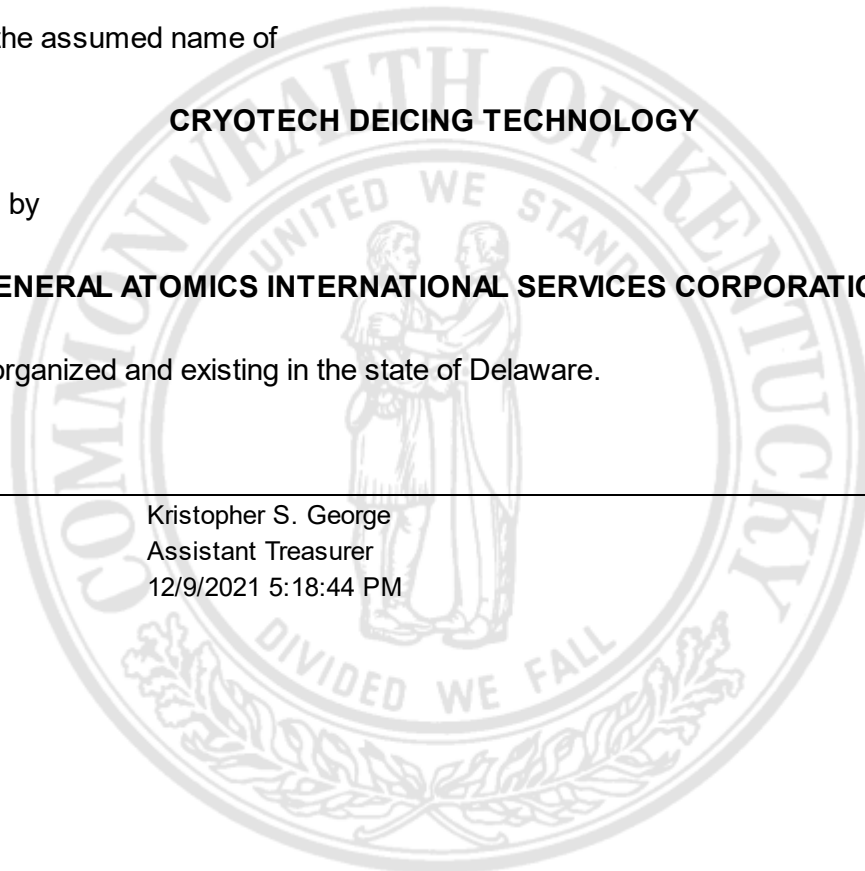 the assumed name of
CRYOTECH DEICING TECHNOLOGY
by
ENERAL ATOMICS INTERNATIONAL SERVICES CORPORATIO
organized and existing in the state of Delaware.
Kristopher S. George
Assistant Treasurer
12/9/2021 5:18:44 PM
COMMONWEALTH OF KENTUCKY
UNITED WE STAND
DIVIDED WE FALL